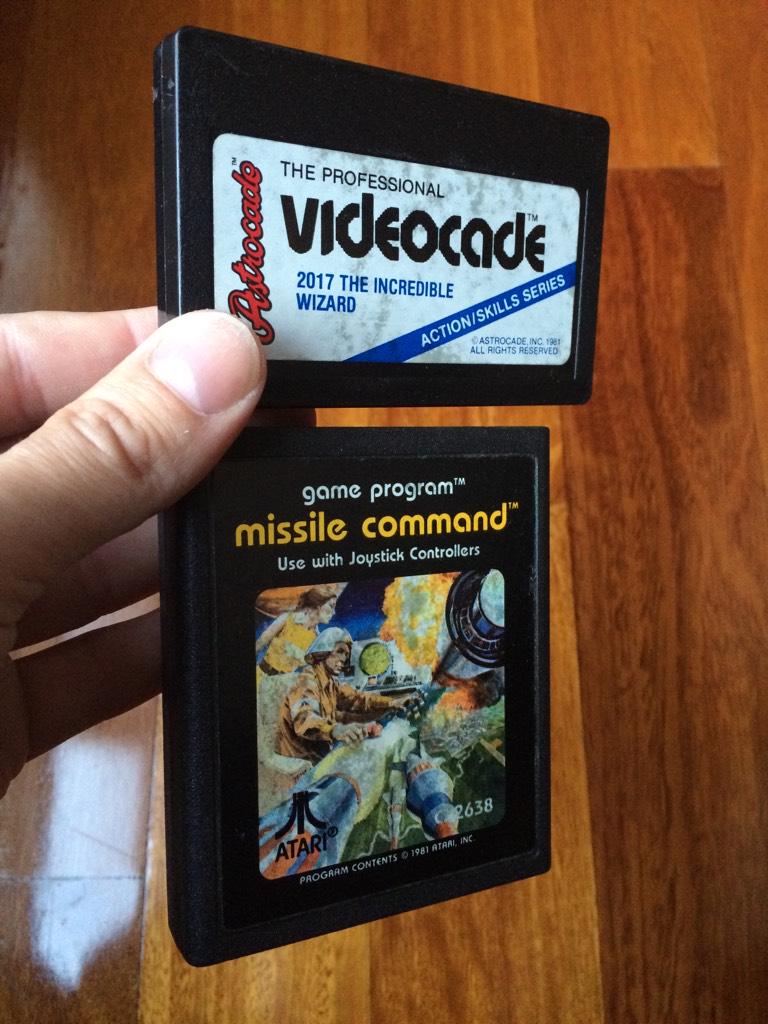 Astrocade™
THE PROFESSIONAL
VIDEOCADE™
2017 THE INCREDIBLE
WIZARD
ACTION/SKILLS SERIES
© ASTROCADE, INC. 1981
ALL RIGHTS RESERVED
game program™
missile command™
Use with Joystick Controllers
2638
ATARI®
PROGRAM CONTENTS © 1981 ATARI, INC.